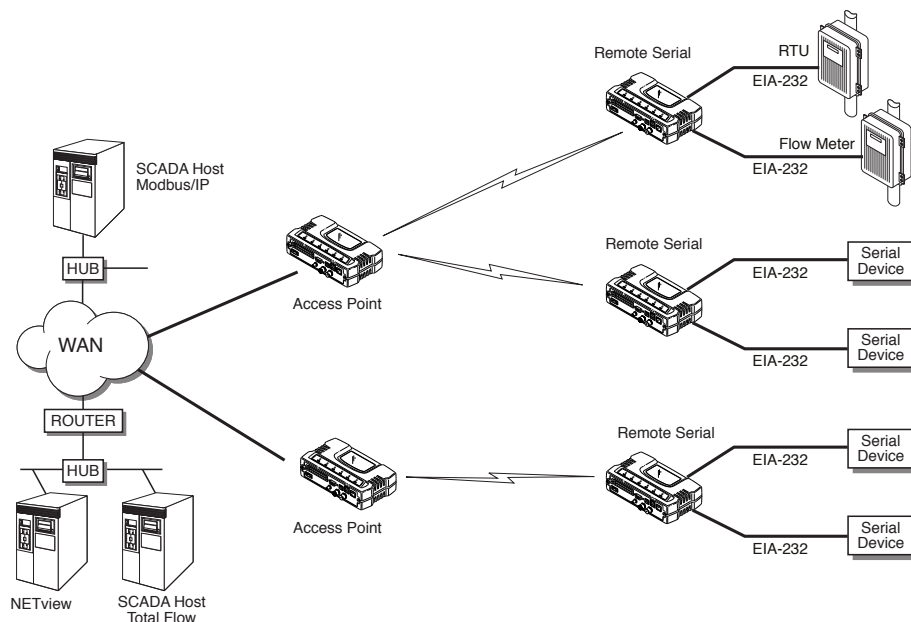 Remote Serial
RTU
EIA-232
Flow Meter
EIA-232
SCADA Host
Modbus/IP
HUB
Access Point
WAN
Remote Serial
EIA-232
Serial
Device
EIA-232
Serial
Device
ROUTER
HUB
NETview
SCADA Host
Total Flow
Access Point
Remote Serial
EIA-232
Serial
Device
EIA-232
Serial
Device